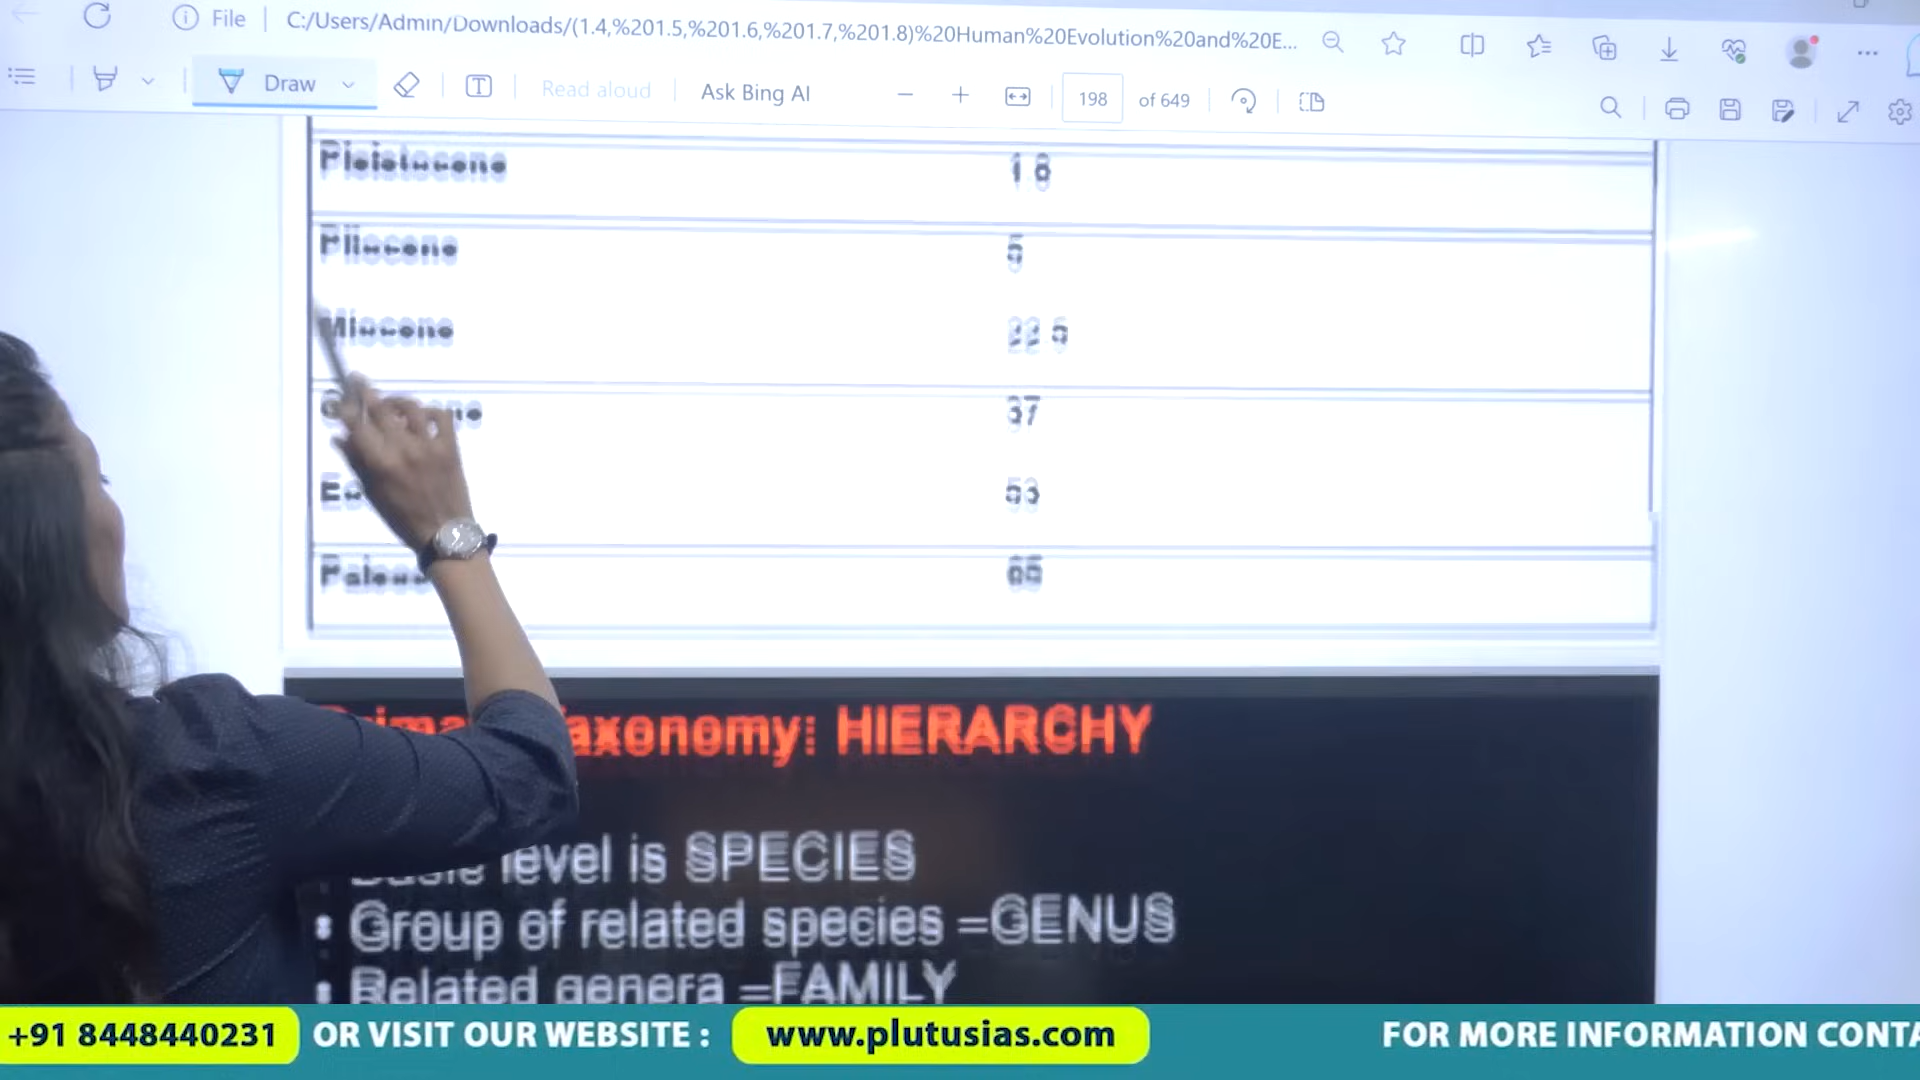 File C:/Users/Admin/Downloads/(1.4,%201.5,%201.6,%201.7,%201.8)%20Human%20Evolution%20and%20E...
Draw Read aloud Ask Bing AI 198 of 649
Pleistocene 1.8
Pliocene 5
Miocene 22.5
37
53
65
Taxonomy: HIERARCHY
level is SPECIES
• Group of related species =GENUS
• Related genera =FAMILY
+91 8448440231 OR VISIT OUR WEBSITE : www.plutusias.com FOR MORE INFORMATION CONTA